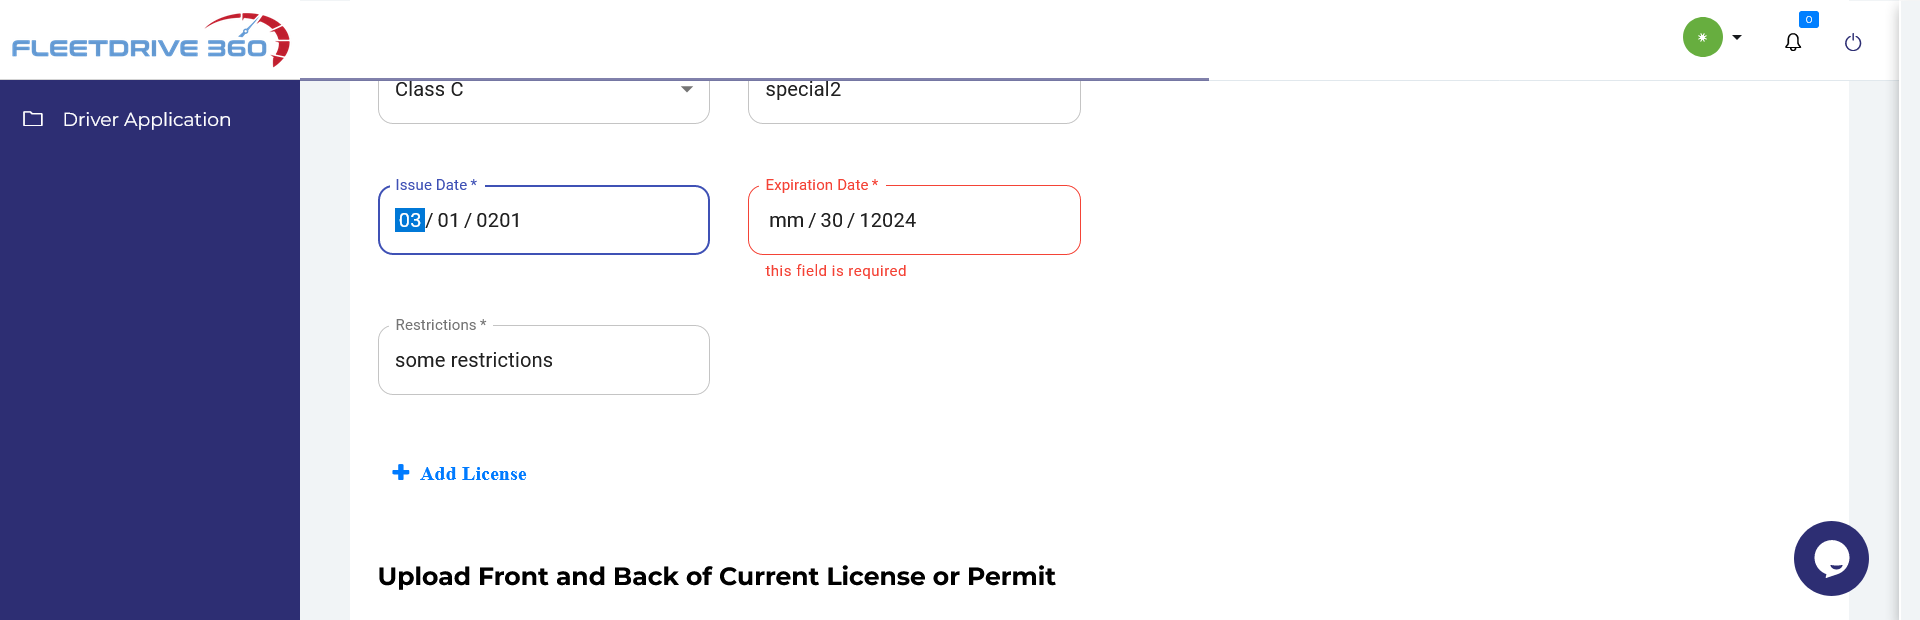 FLEETDRIVE 360
0
Driver Application
Class C
special2
Issue Date *
03/ 01 / 0201
Expiration Date *
mm / 30 / 12024
this field is required
Restrictions *
some restrictions
Add License
Upload Front and Back of Current License or Permit